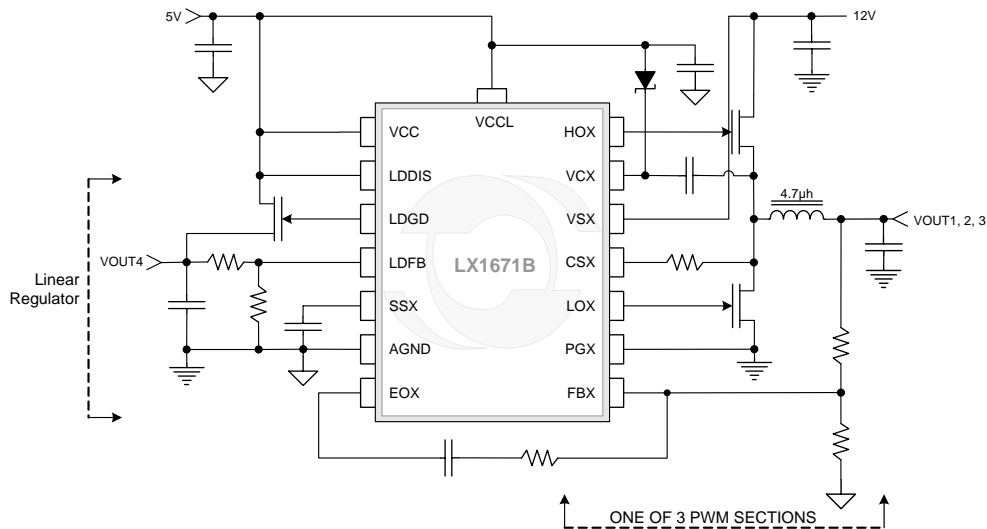 5V
12V
VCCL
VCC
HOX
LDDIS
VCX
4.7µh
LDGD
VSX
VOUT1, 2, 3
VOUT4
LDFB
LX1671B
CSX
Linear
Regulator
SSX
LOX
AGND
PGX
EOX
FBX
ONE OF 3 PWM SECTIONS